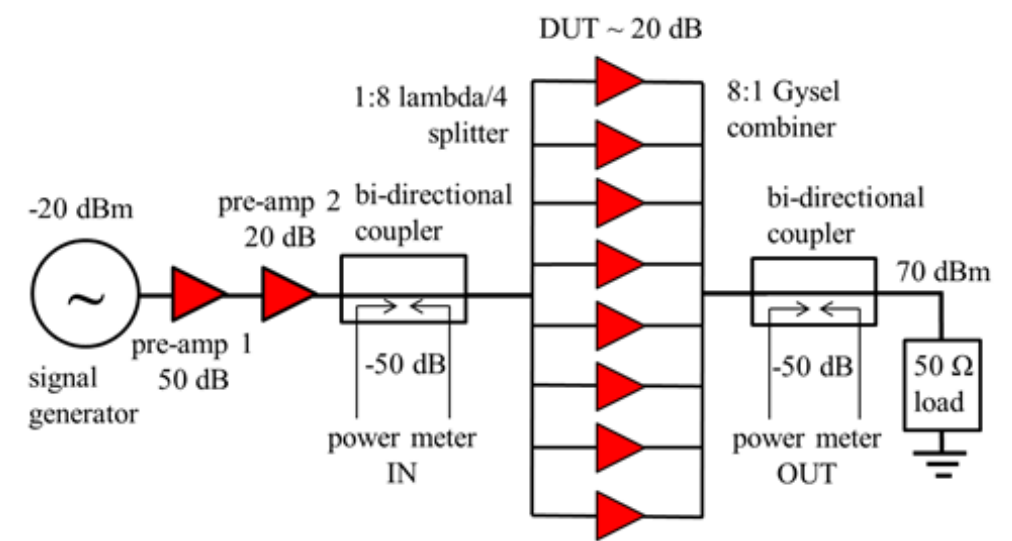 DUT ~ 20 dB
1:8 lambda/4
splitter
8:1 Gysel
combiner
-20 dBm
pre-amp 2
20 dB
bi-directional
coupler
bi-directional
coupler
70 dBm
~
pre-amp 1
50 dB
signal
generator
-50 dB
power meter
IN
-50 dB
power meter
OUT
50 Ω
load